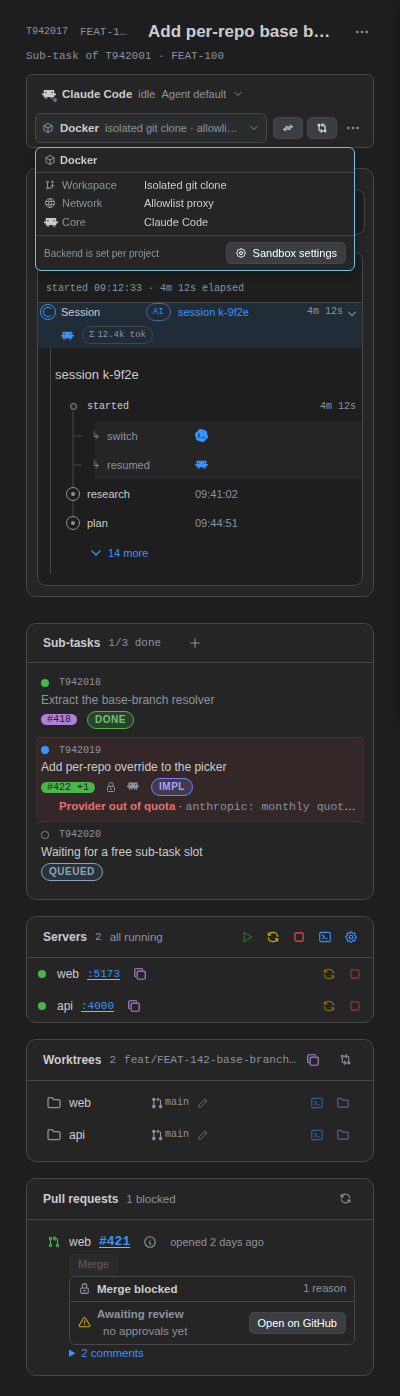 T942017 FEAT-1… Add per-repo base b…
Sub-task of T942001 · FEAT-100
Claude Code idle Agent default
Docker isolated git clone · allowli…
Docker
Workspace Isolated git clone
Network Allowlist proxy
Core Claude Code
Backend is set per project Sandbox settings
started 09:12:33 · 4m 12s elapsed
Session AI session k-9f2e 4m 12s
Σ 12.4k tok
session k-9f2e
started 4m 12s
↳ switch
↳ resumed
research 09:41:02
plan 09:44:51
14 more
Sub-tasks 1/3 done
T942018
Extract the base-branch resolver
#418 DONE
T942019
Add per-repo override to the picker
#422 +1 IMPL
Provider out of quota · anthropic: monthly quot…
T942020
Waiting for a free sub-task slot
QUEUED
Servers 2 all running
web :5173
api :4000
Worktrees 2 feat/FEAT-142-base-branch…
web main
api main
Pull requests 1 blocked
web #421 opened 2 days ago
Merge
Merge blocked 1 reason
Awaiting review
no approvals yet
Open on GitHub
2 comments